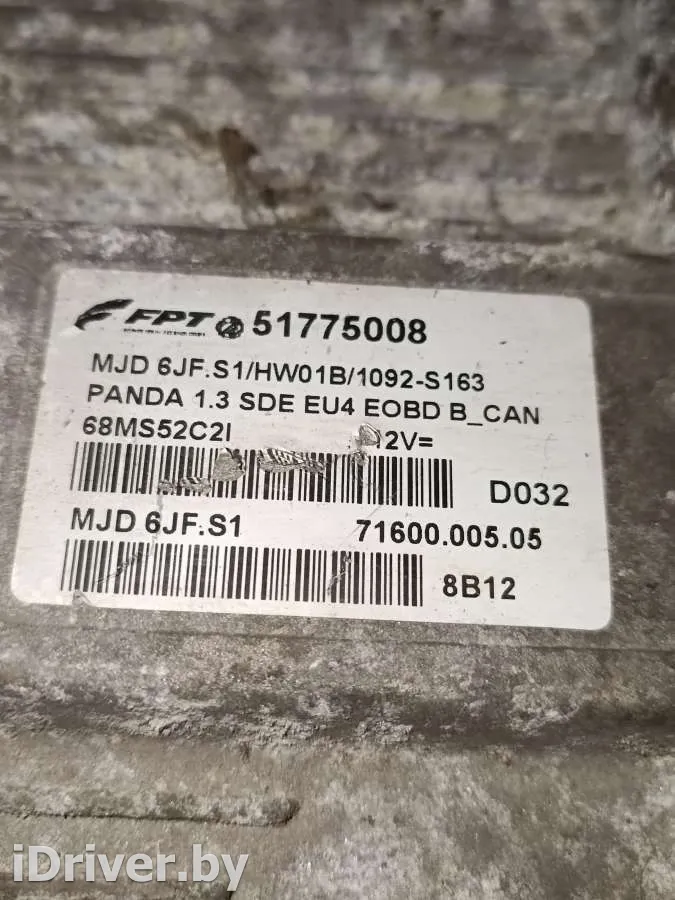 FPT 51775008
MJD 6JF.S1/HW01B/1092-S163
PANDA 1.3 SDE EU4 EOBD B_CAN
68MS52C2I 12V=
D032
MJD 6JF.S1 71600.005.05
8B12
iDriver.by